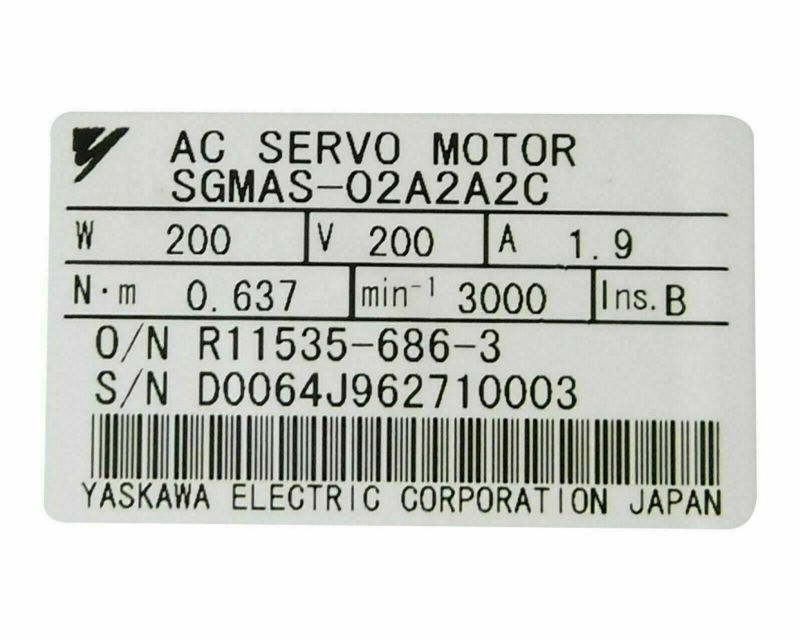 AC SERVO MOTOR
SGMAS-02A2A2C
W 200 V 200 A 1.9
N·m 0.637 min⁻¹ 3000 Ins. B
O/N R11535-686-3
S/N D0064J962710003
YASKAWA ELECTRIC CORPORATION JAPAN